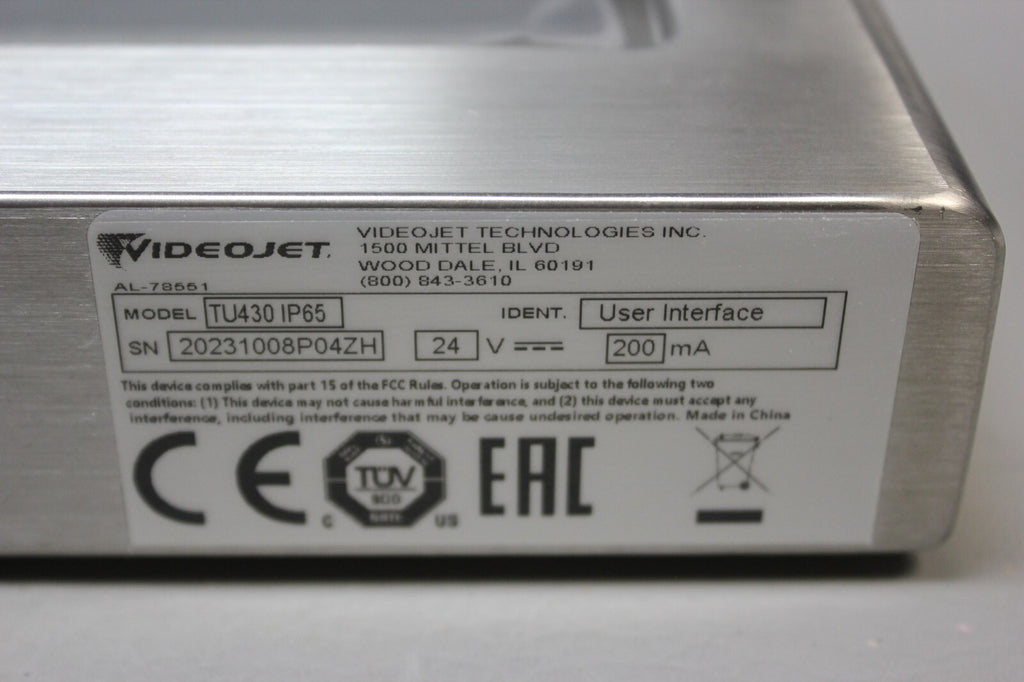 VIDEOJET.
VIDEOJET TECHNOLOGIES INC.
1500 MITTEL BLVD
WOOD DALE, IL 60191
(800) 843-3610
AL-78551
MODEL TU430 IP65 IDENT. User Interface
SN 20231008P04ZH 24 V 200 mA
This device complies with part 15 of the FCC Rules. Operation is subject to the following two
conditions: (1) This device may not cause harmful interference, and (2) this device must accept any
interference, including interference that may be cause undesired operation. Made in China
CE
TÜV
C US
EAC